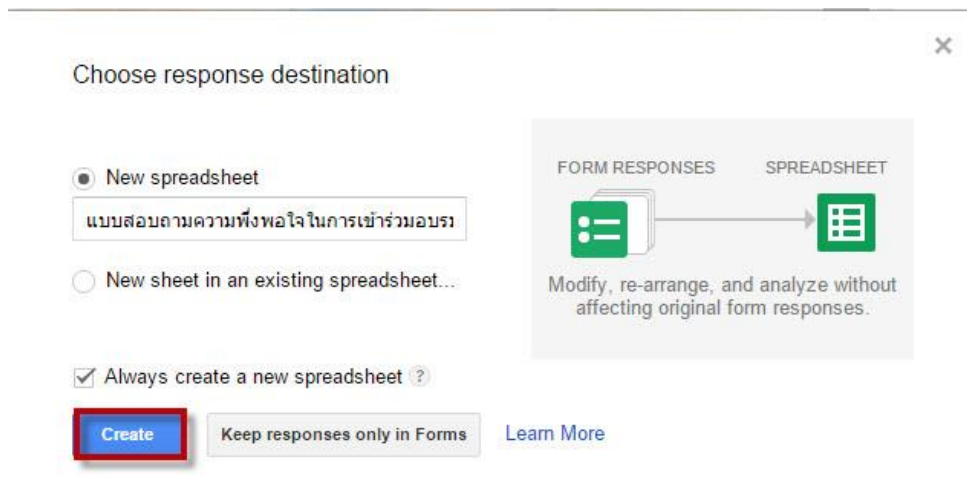 Choose response destination
New spreadsheet
แบบสอบถามความพึ่งพอใจในการเข้าร่วมอบรม
New sheet in an existing spreadsheet...
Always create a new spreadsheet ?
Create
Keep responses only in Forms
Learn More
FORM RESPONSES
SPREADSHEET
Modify, re-arrange, and analyze without
affecting original form responses.